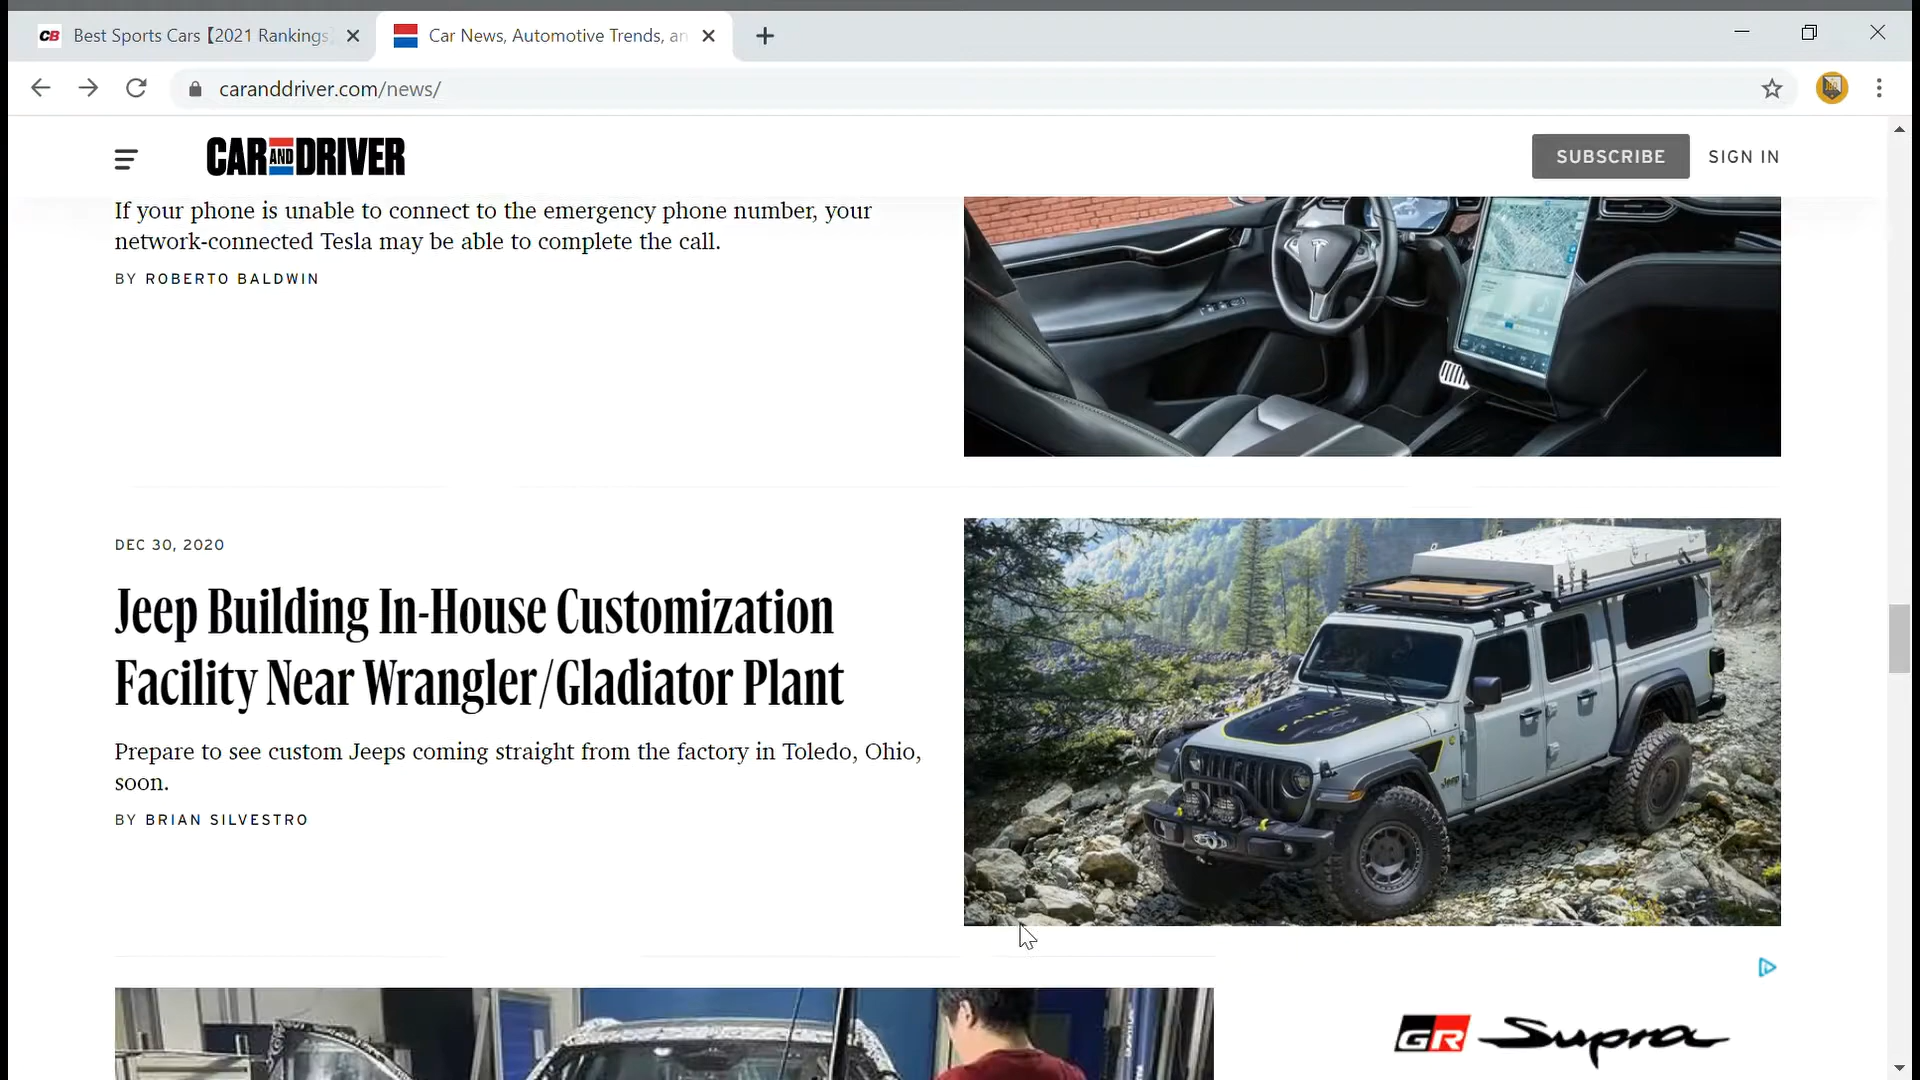 CB Best Sports Cars【2021 Rankings
Car News, Automotive Trends, an
caranddriver.com/news/
CAR AND DRIVER
SUBSCRIBE
SIGN IN
If your phone is unable to connect to the emergency phone number, your
network-connected Tesla may be able to complete the call.
BY ROBERTO BALDWIN
DEC 30, 2020
Jeep Building In-House Customization
Facility Near Wrangler/Gladiator Plant
Prepare to see custom Jeeps coming straight from the factory in Toledo, Ohio,
soon.
BY BRIAN SILVESTRO
Jeep
GR Supra